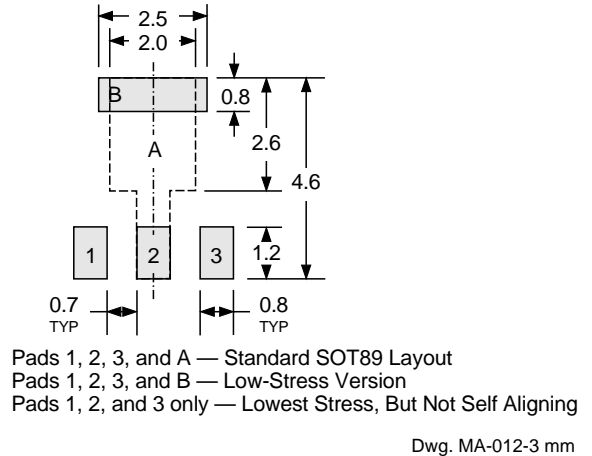 2.5
2.0
B
0.8
A
2.6
4.6
1 2 3 1.2
0.7 TYP
0.8 TYP
Pads 1, 2, 3, and A — Standard SOT89 Layout
Pads 1, 2, 3, and B — Low-Stress Version
Pads 1, 2, and 3 only — Lowest Stress, But Not Self Aligning
Dwg. MA-012-3 mm